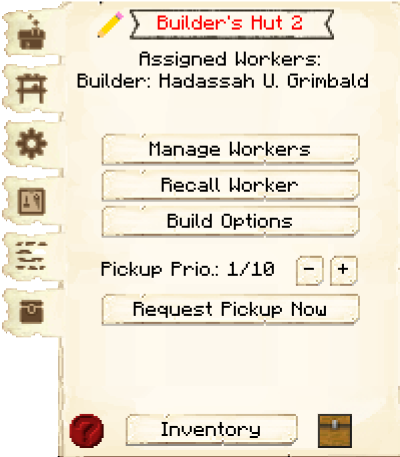 Builder's Hut 2
Assigned Workers:
Builder: Hadassah U. Grimbald
Manage Workers
Recall Worker
Build Options
Pickup Prio.: 1/10 - +
Request Pickup Now
? Inventory